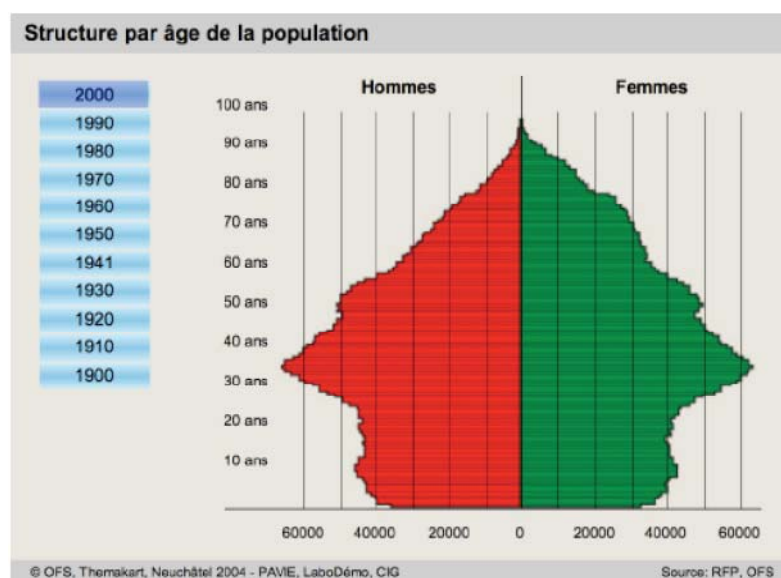 Structure par âge de la population
2000
1990
1980
1970
1960
1950
1941
1930
1920
1910
1900
Hommes
Femmes
100 ans
90 ans
80 ans
70 ans
60 ans
50 ans
40 ans
30 ans
20 ans
10 ans
60000 40000 20000 0 20000 40000 60000
© OFS, Themakart, Neuchâtel 2004 - PAVIE, LaboDémo, CIG
Source: RFP, OFS